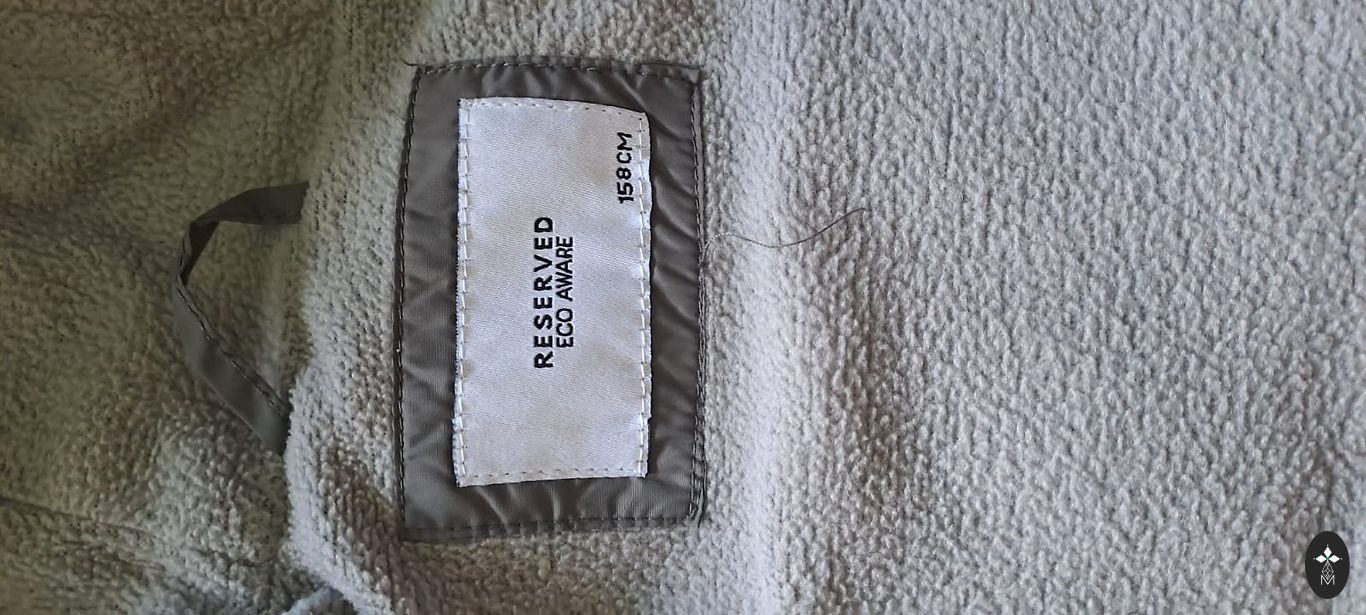 RESERVED
ECO AWARE
158CM
M